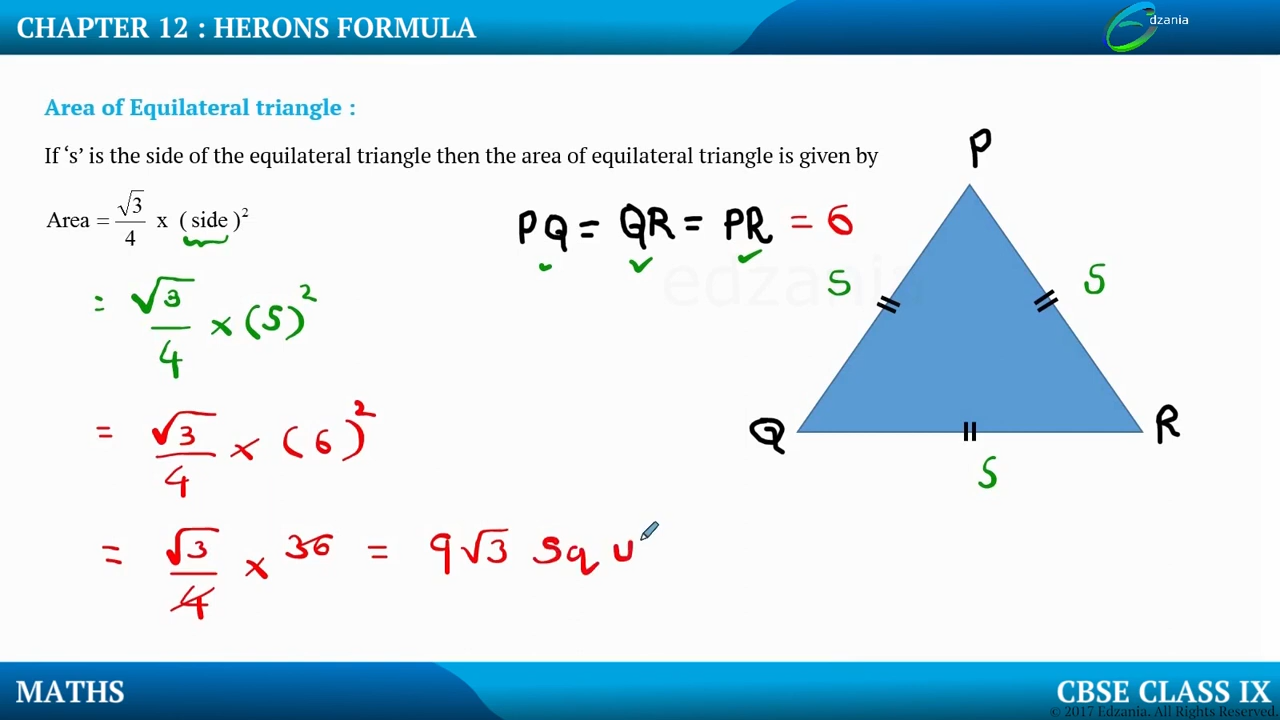 CHAPTER 12 : HERONS FORMULA
Edzania
Area of Equilateral triangle :
If ‘s’ is the side of the equilateral triangle then the area of equilateral triangle is given by
Area = √3/4 x ( side )²
PQ = QR = PR = 6
= √3/4 × (S)²
= √3/4 × (6)²
= √3/4 × 36 = 9√3 Sq u
P
S
S
Q
R
S
edzania
MATHS
CBSE CLASS IX
© 2017 Edzania. All Rights Reserved.